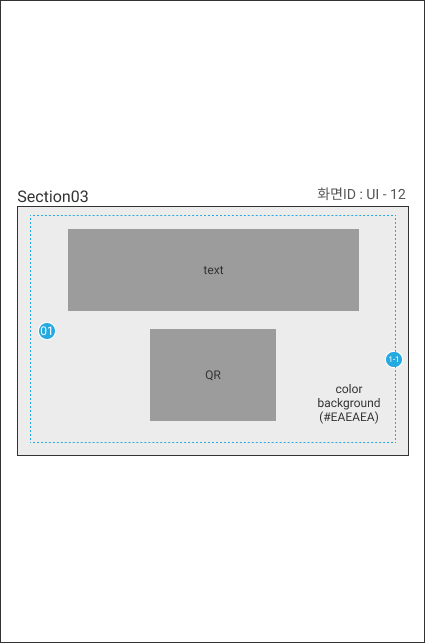 Section03
화면ID : UI - 12
text
01
QR
1-1
color
background
(#EAEAEA)